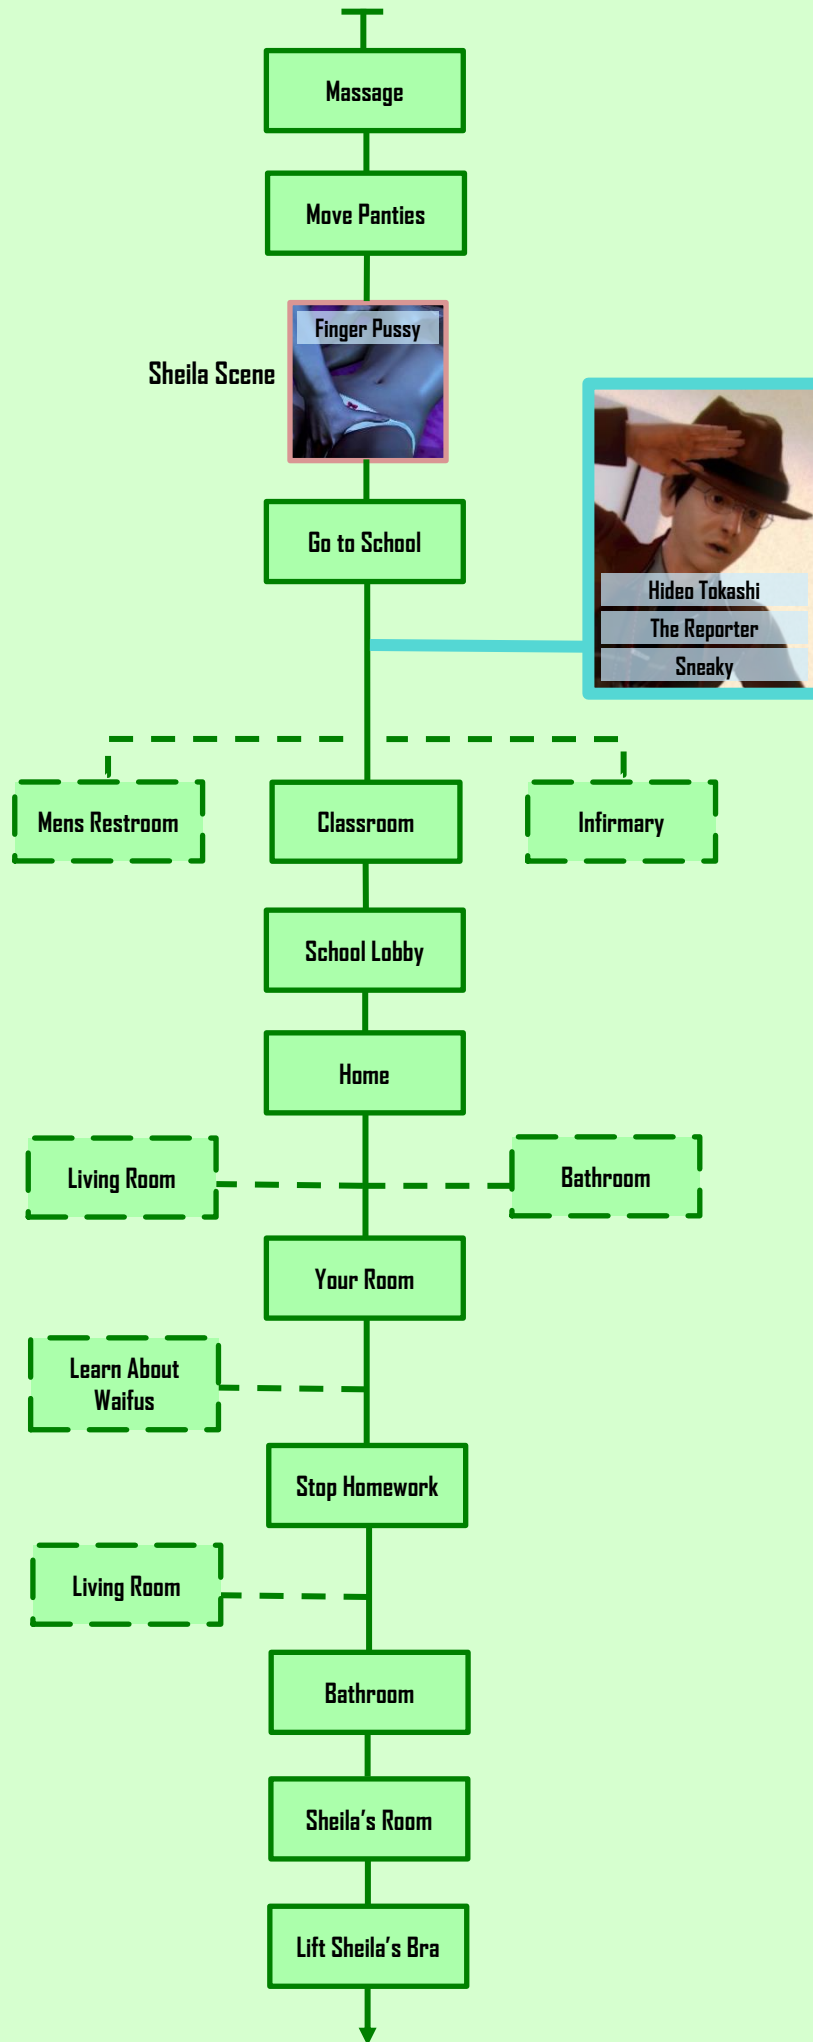 Massage
Move Panties
Finger Pussy
Sheila Scene
Go to School
Hideo Tokashi
The Reporter
Sneaky
Mens Restroom
Classroom
Infirmary
School Lobby
Home
Living Room
Bathroom
Your Room
Learn About
Waifus
Stop Homework
Living Room
Bathroom
Sheila's Room
Lift Sheila's Bra